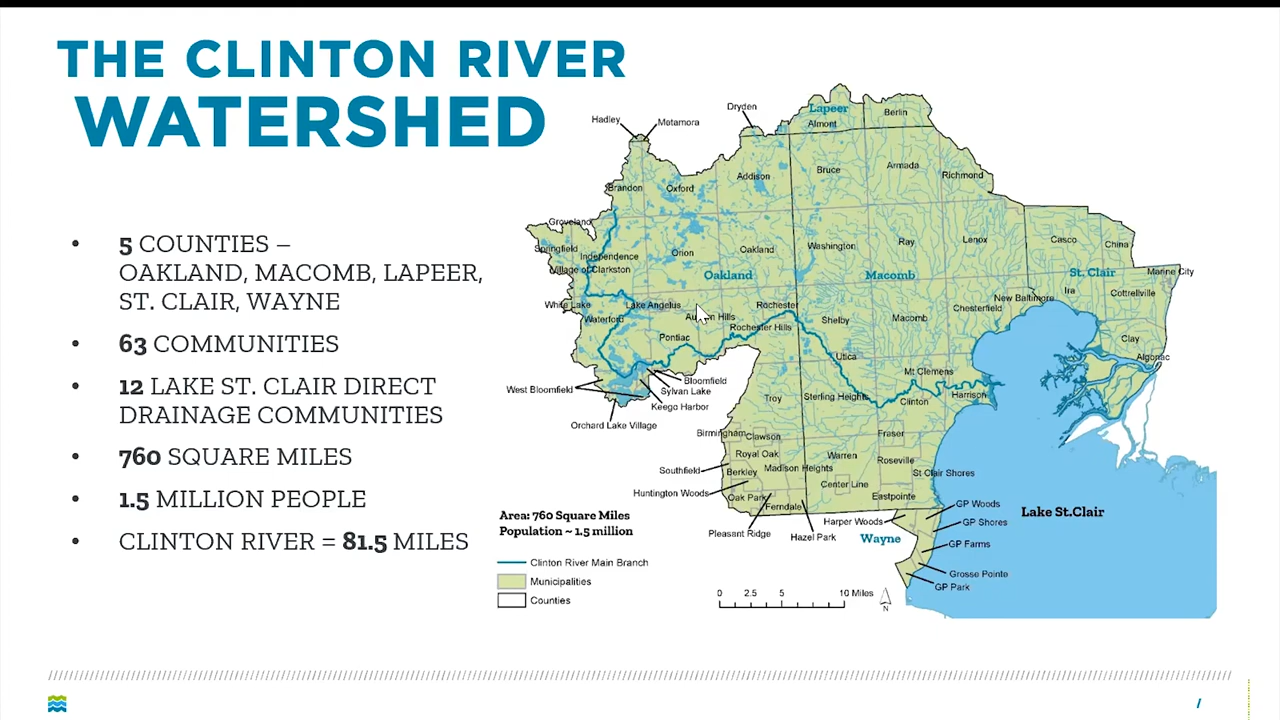 THE CLINTON RIVER
WATERSHED
• 5 COUNTIES –
OAKLAND, MACOMB, LAPEER,
ST. CLAIR, WAYNE
• 63 COMMUNITIES
• 12 LAKE ST. CLAIR DIRECT
DRAINAGE COMMUNITIES
• 760 SQUARE MILES
• 1.5 MILLION PEOPLE
• CLINTON RIVER = 81.5 MILES
Dryden
Lapeer
Almont
Berlin
Hadley
Metamora
Brandon
Oxford
Addison
Bruce
Armada
Richmond
Groveland
Springfield
Independence
Village of Clarkston
Orion
Oakland
Washington
Ray
Lenox
Casco
China
Oakland
Macomb
St. Clair
Marine City
Ira
Cottrellville
White Lake
Lake Angelus
Waterford
Auburn Hills
Rochester
Rochester Hills
Shelby
Macomb
Chesterfield
New Baltimore
Pontiac
Utica
Clay
Algonac
Mt Clemens
West Bloomfield
Bloomfield
Sylvan Lake
Keego Harbor
Orchard Lake Village
Troy
Sterling Heights
Clinton
Harrison
Birmingham
Clawson
Fraser
Royal Oak
Warren
Roseville
Southfield
Berkley
Madison Heights
St Clair Shores
Huntington Woods
Center Line
Oak Park
Ferndale
Eastpointe
Pleasant Ridge
Hazel Park
Harper Woods
Wayne
GP Woods
GP Shores
GP Farms
Grosse Pointe
GP Park
Lake St.Clair
Area: 760 Square Miles
Population ~ 1.5 million
Clinton River Main Branch
Municipalities
Counties
0 2.5 5 10 Miles
N